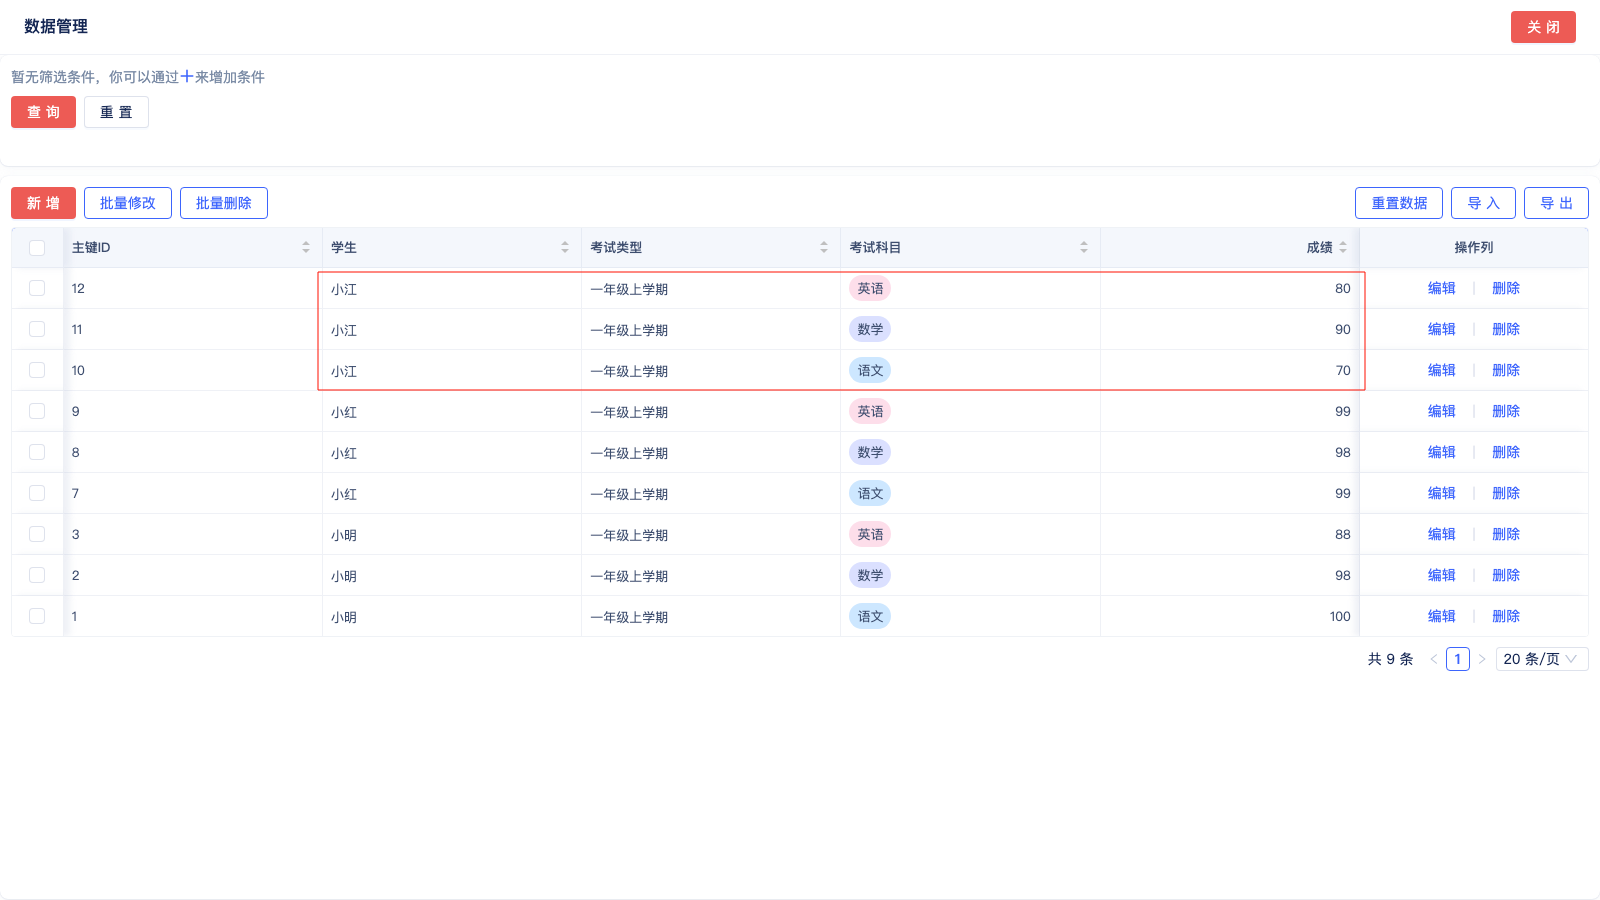 数据管理
关 闭
暂无筛选条件，你可以通过+来增加条件
查 询 重 置
新 增 批量修改 批量删除 重置数据 导 入 导 出
主键ID 学生 考试类型 考试科目 成绩 操作列
12 小江 一年级上学期 英语 80 编辑 删除
11 小江 一年级上学期 数学 90 编辑 删除
10 小江 一年级上学期 语文 70 编辑 删除
9 小红 一年级上学期 英语 99 编辑 删除
8 小红 一年级上学期 数学 98 编辑 删除
7 小红 一年级上学期 语文 99 编辑 删除
3 小明 一年级上学期 英语 88 编辑 删除
2 小明 一年级上学期 数学 98 编辑 删除
1 小明 一年级上学期 语文 100 编辑 删除
共 9 条 < 1 > 20 条/页